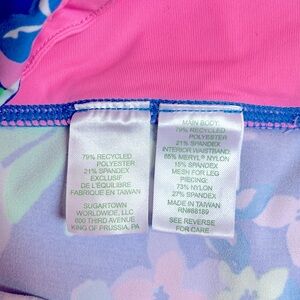 79% RECYCLED
POLYESTER
21% SPANDEX
EXCLUSIF
DE L'ÉQUILIBRE
FABRIQUE EN TAIWAN
SUGARTOWN
WORLDWIDE, LLC
800 THIRD AVENUE
KING OF PRUSSIA, PA
MAIN BODY:
79% RECYCLED
POLYESTER
21% SPANDEX
INTERIOR WAISTBAND:
85% MERYL® NYLON
15% SPANDEX
MESH FOR LEG
PIECING:
73% NYLON
27% SPANDEX
MADE IN TAIWAN
RN#88189
SEE REVERSE
FOR CARE